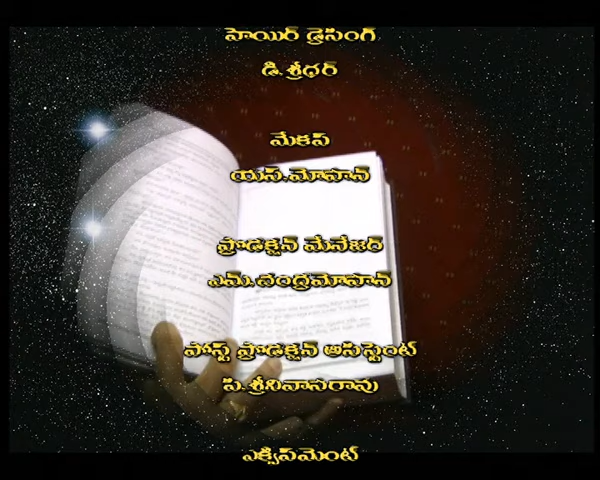 హెయిర్ డ్రెసింగ్
డి. శ్రీధర్
మేకప్
యస్.మోహన్
ప్రొడక్షన్ మేనేజర్
ఎమ్. చంద్రమోహన్
పోస్ట్ ప్రొడక్షన్ అసిస్టెంట్
పి. శ్రీనివాసరావు
ఎక్విప్‌మెంట్